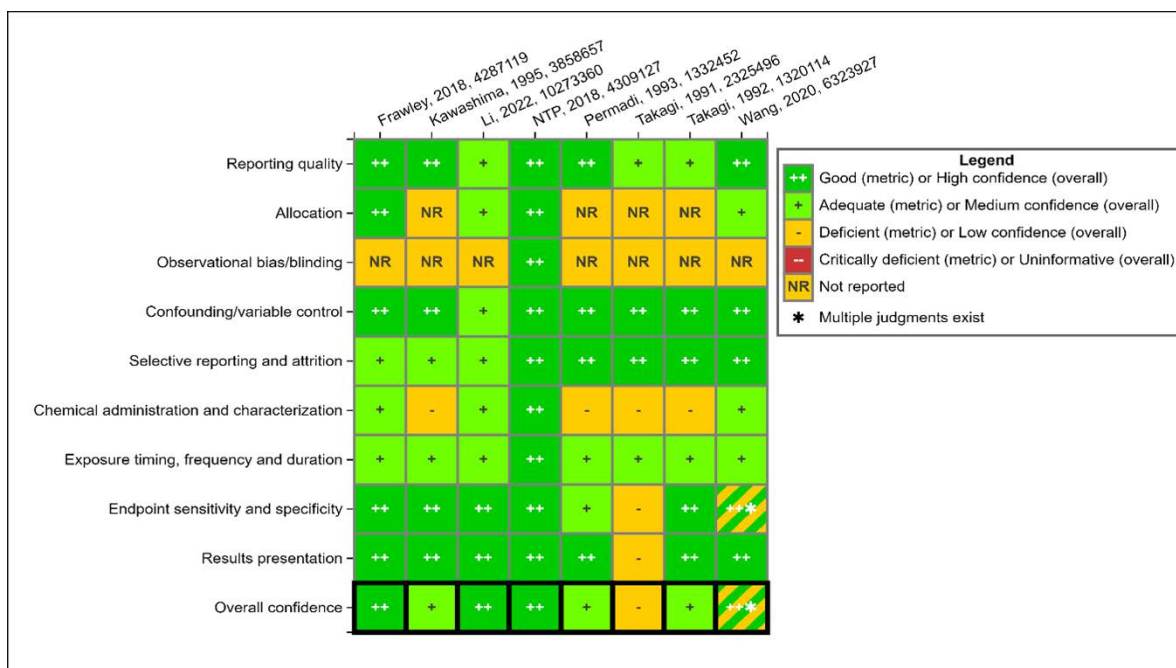 Frawley, 2018, 4287119
Kawashima, 1995, 3858657
Li, 2022, 10273360
NTP, 2018, 4309127
Permadi, 1993, 1332452
Takagi, 1991, 2325496
Takagi, 1992, 1320114
Wang, 2020, 6323927
Reporting quality ++ ++ + ++ ++ + + ++
Allocation ++ NR + ++ NR NR NR +
Observational bias/blinding NR NR NR ++ NR NR NR NR
Confounding/variable control ++ ++ + ++ ++ ++ ++ ++
Selective reporting and attrition + + + ++ ++ ++ ++ ++
Chemical administration and characterization + - + ++ - - - +
Exposure timing, frequency and duration + + + ++ + + + +
Endpoint sensitivity and specificity ++ ++ ++ ++ + - ++ ++*
Results presentation ++ ++ ++ ++ ++ - ++ ++
Overall confidence ++ + ++ ++ + - + ++*
Legend
++ Good (metric) or High confidence (overall)
+ Adequate (metric) or Medium confidence (overall)
- Deficient (metric) or Low confidence (overall)
-- Critically deficient (metric) or Uninformative (overall)
NR Not reported
* Multiple judgments exist